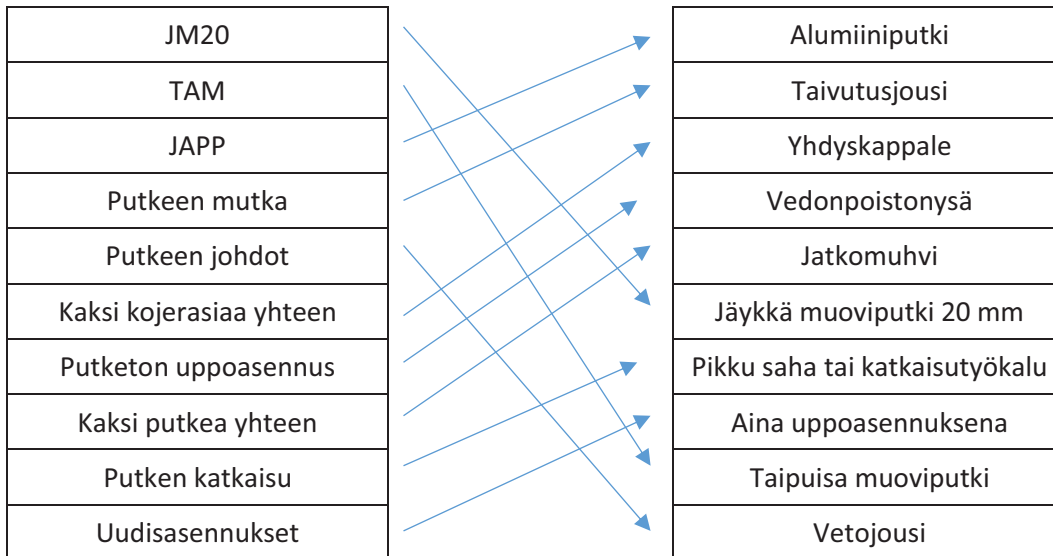 JM20
TAM
JAPP
Putkeen mutka
Putkeen johdot
Kaksi kojerasiaa yhteen
Putketon uppoasennus
Kaksi putkea yhteen
Putken katkaisu
Uudisasennukset
Alumiiniputki
Taivutusjousi
Yhdyskappale
Vedonpoistonysä
Jatkomuhvi
Jäykkä muoviputki 20 mm
Pikku saha tai katkaisutyökalu
Aina uppoasennuksena
Taipuisa muoviputki
Vetojousi